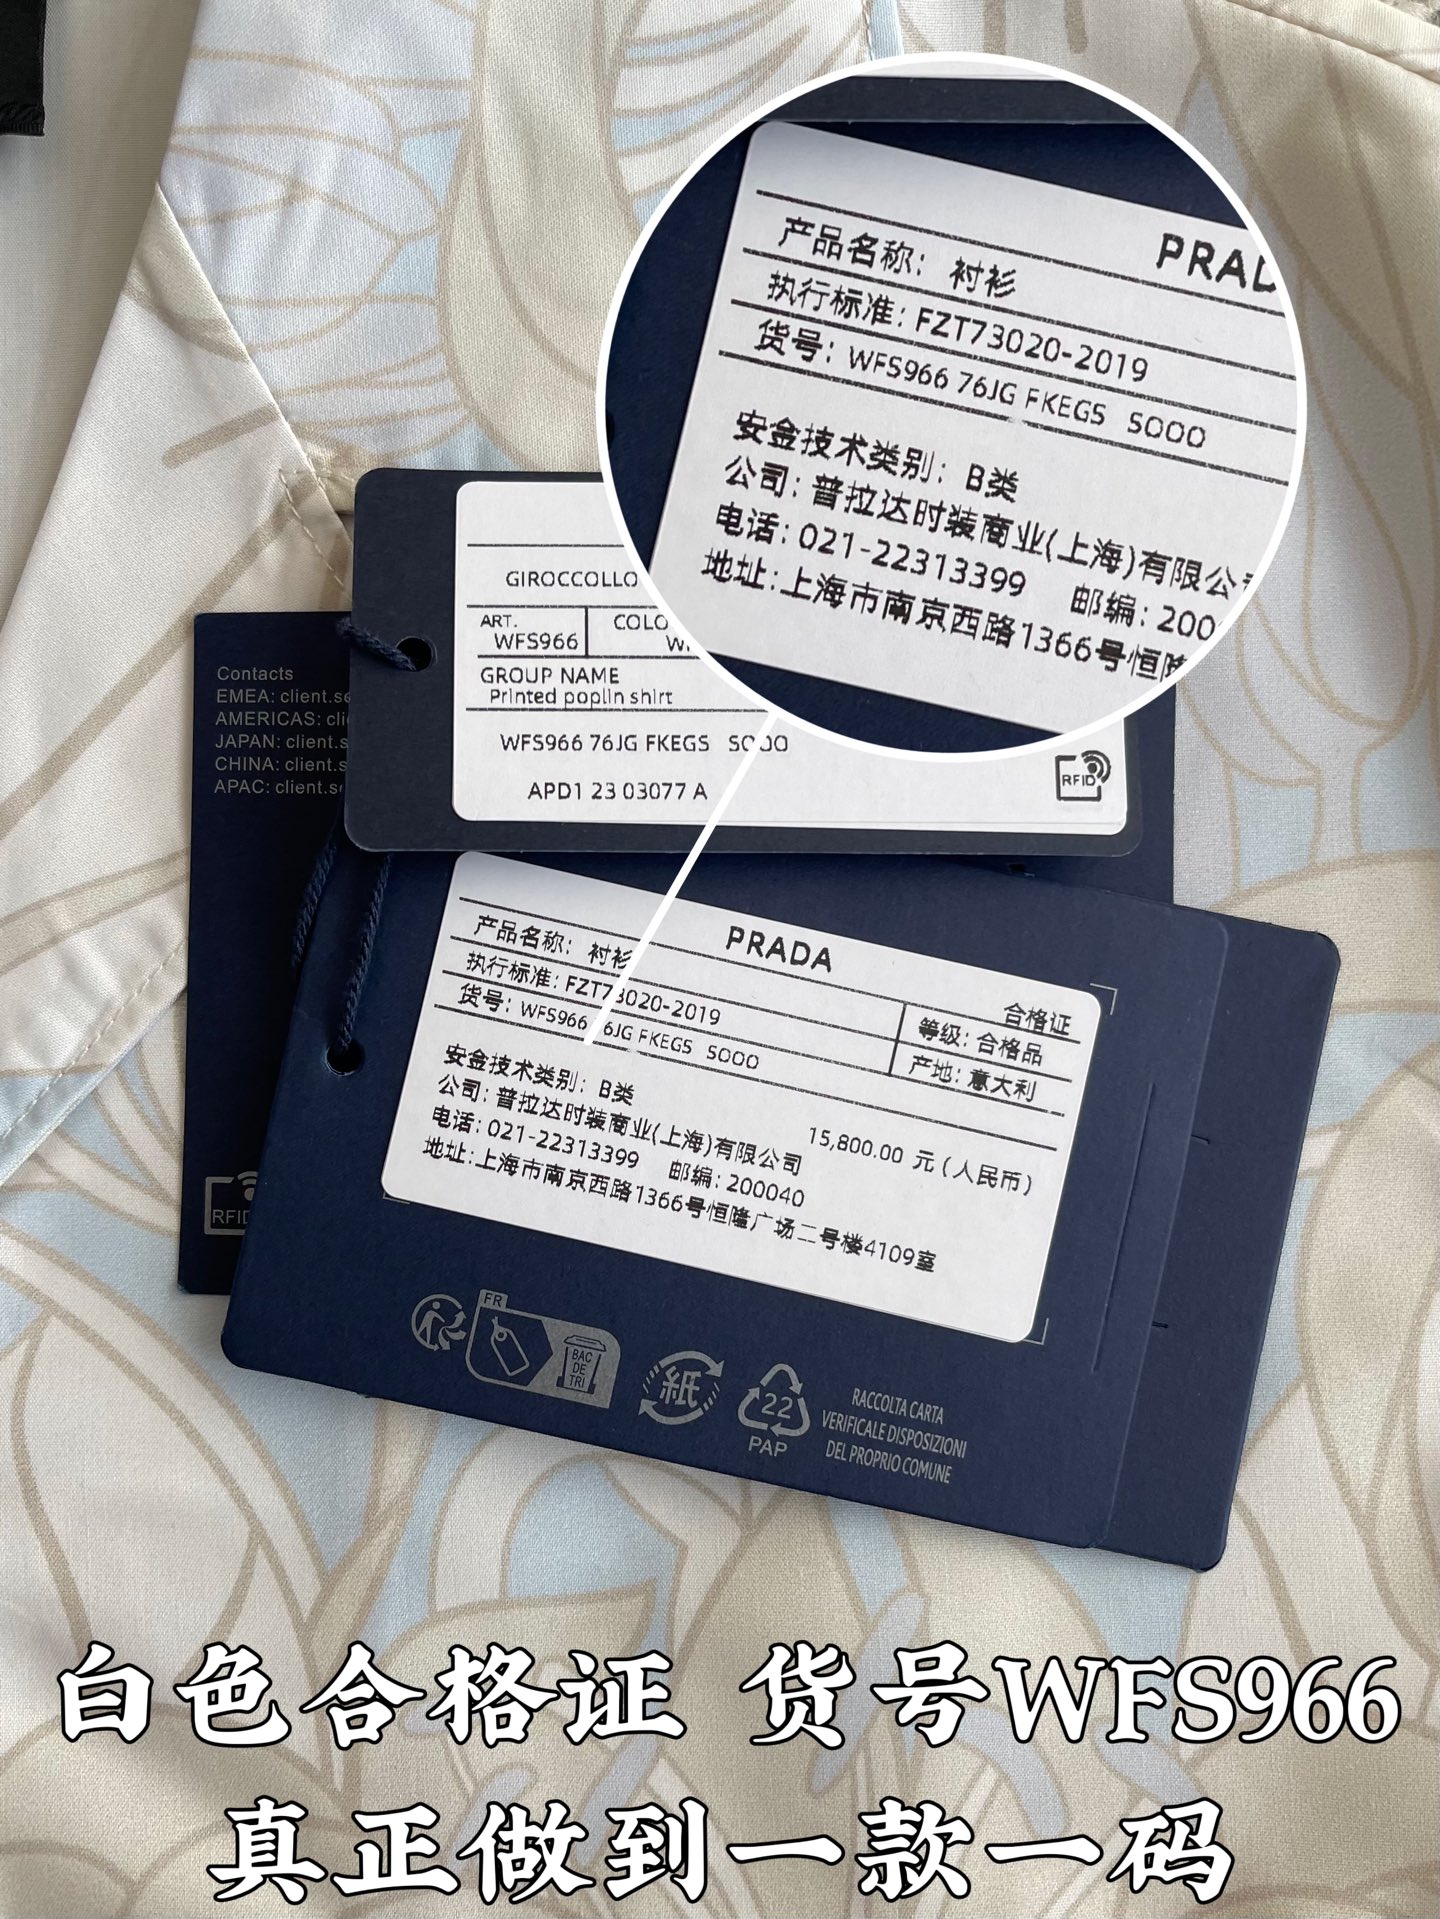 PRAD
产品名称: 衬衫
执行标准: FZT73020-2019
货号: WFS966 76JG FKEGS SOOO
安金技术类别: B类
公司: 普拉达时装商业(上海)有限公
电话: 021-22313399 邮编: 200
地址: 上海市南京西路1366号恒隆
GIROCCOLLO
ART.
WFS966
COLO
GROUP NAME
Printed poplin shirt
WFS966 76JG FKEGS SOOO
APD1 23 03077 A
RFID
Contacts
EMEA: client.se
AMERICAS: cli
JAPAN: client.s
CHINA: client.s
APAC: client.se
RFID
PRADA
合格证
产品名称: 衬衫
执行标准: FZT73020-2019
等级: 合格品
货号: WFS966 6JG FKEGS SOOO
产地: 意大利
安金技术类别: B类
公司: 普拉达时装商业(上海)有限公司
15,800.00 元 (人民币)
电话: 021-22313399 邮编: 200040
地址: 上海市南京西路1366号恒隆广场二号楼4109室
FR
BAC
DE
TRI
紙
22
PAP
RACCOLTA CARTA
VERIFICALE DISPOSIZIONI
DEL PROPRIO COMUNE
白色合格证 货号WFS966
真正做到一款一码